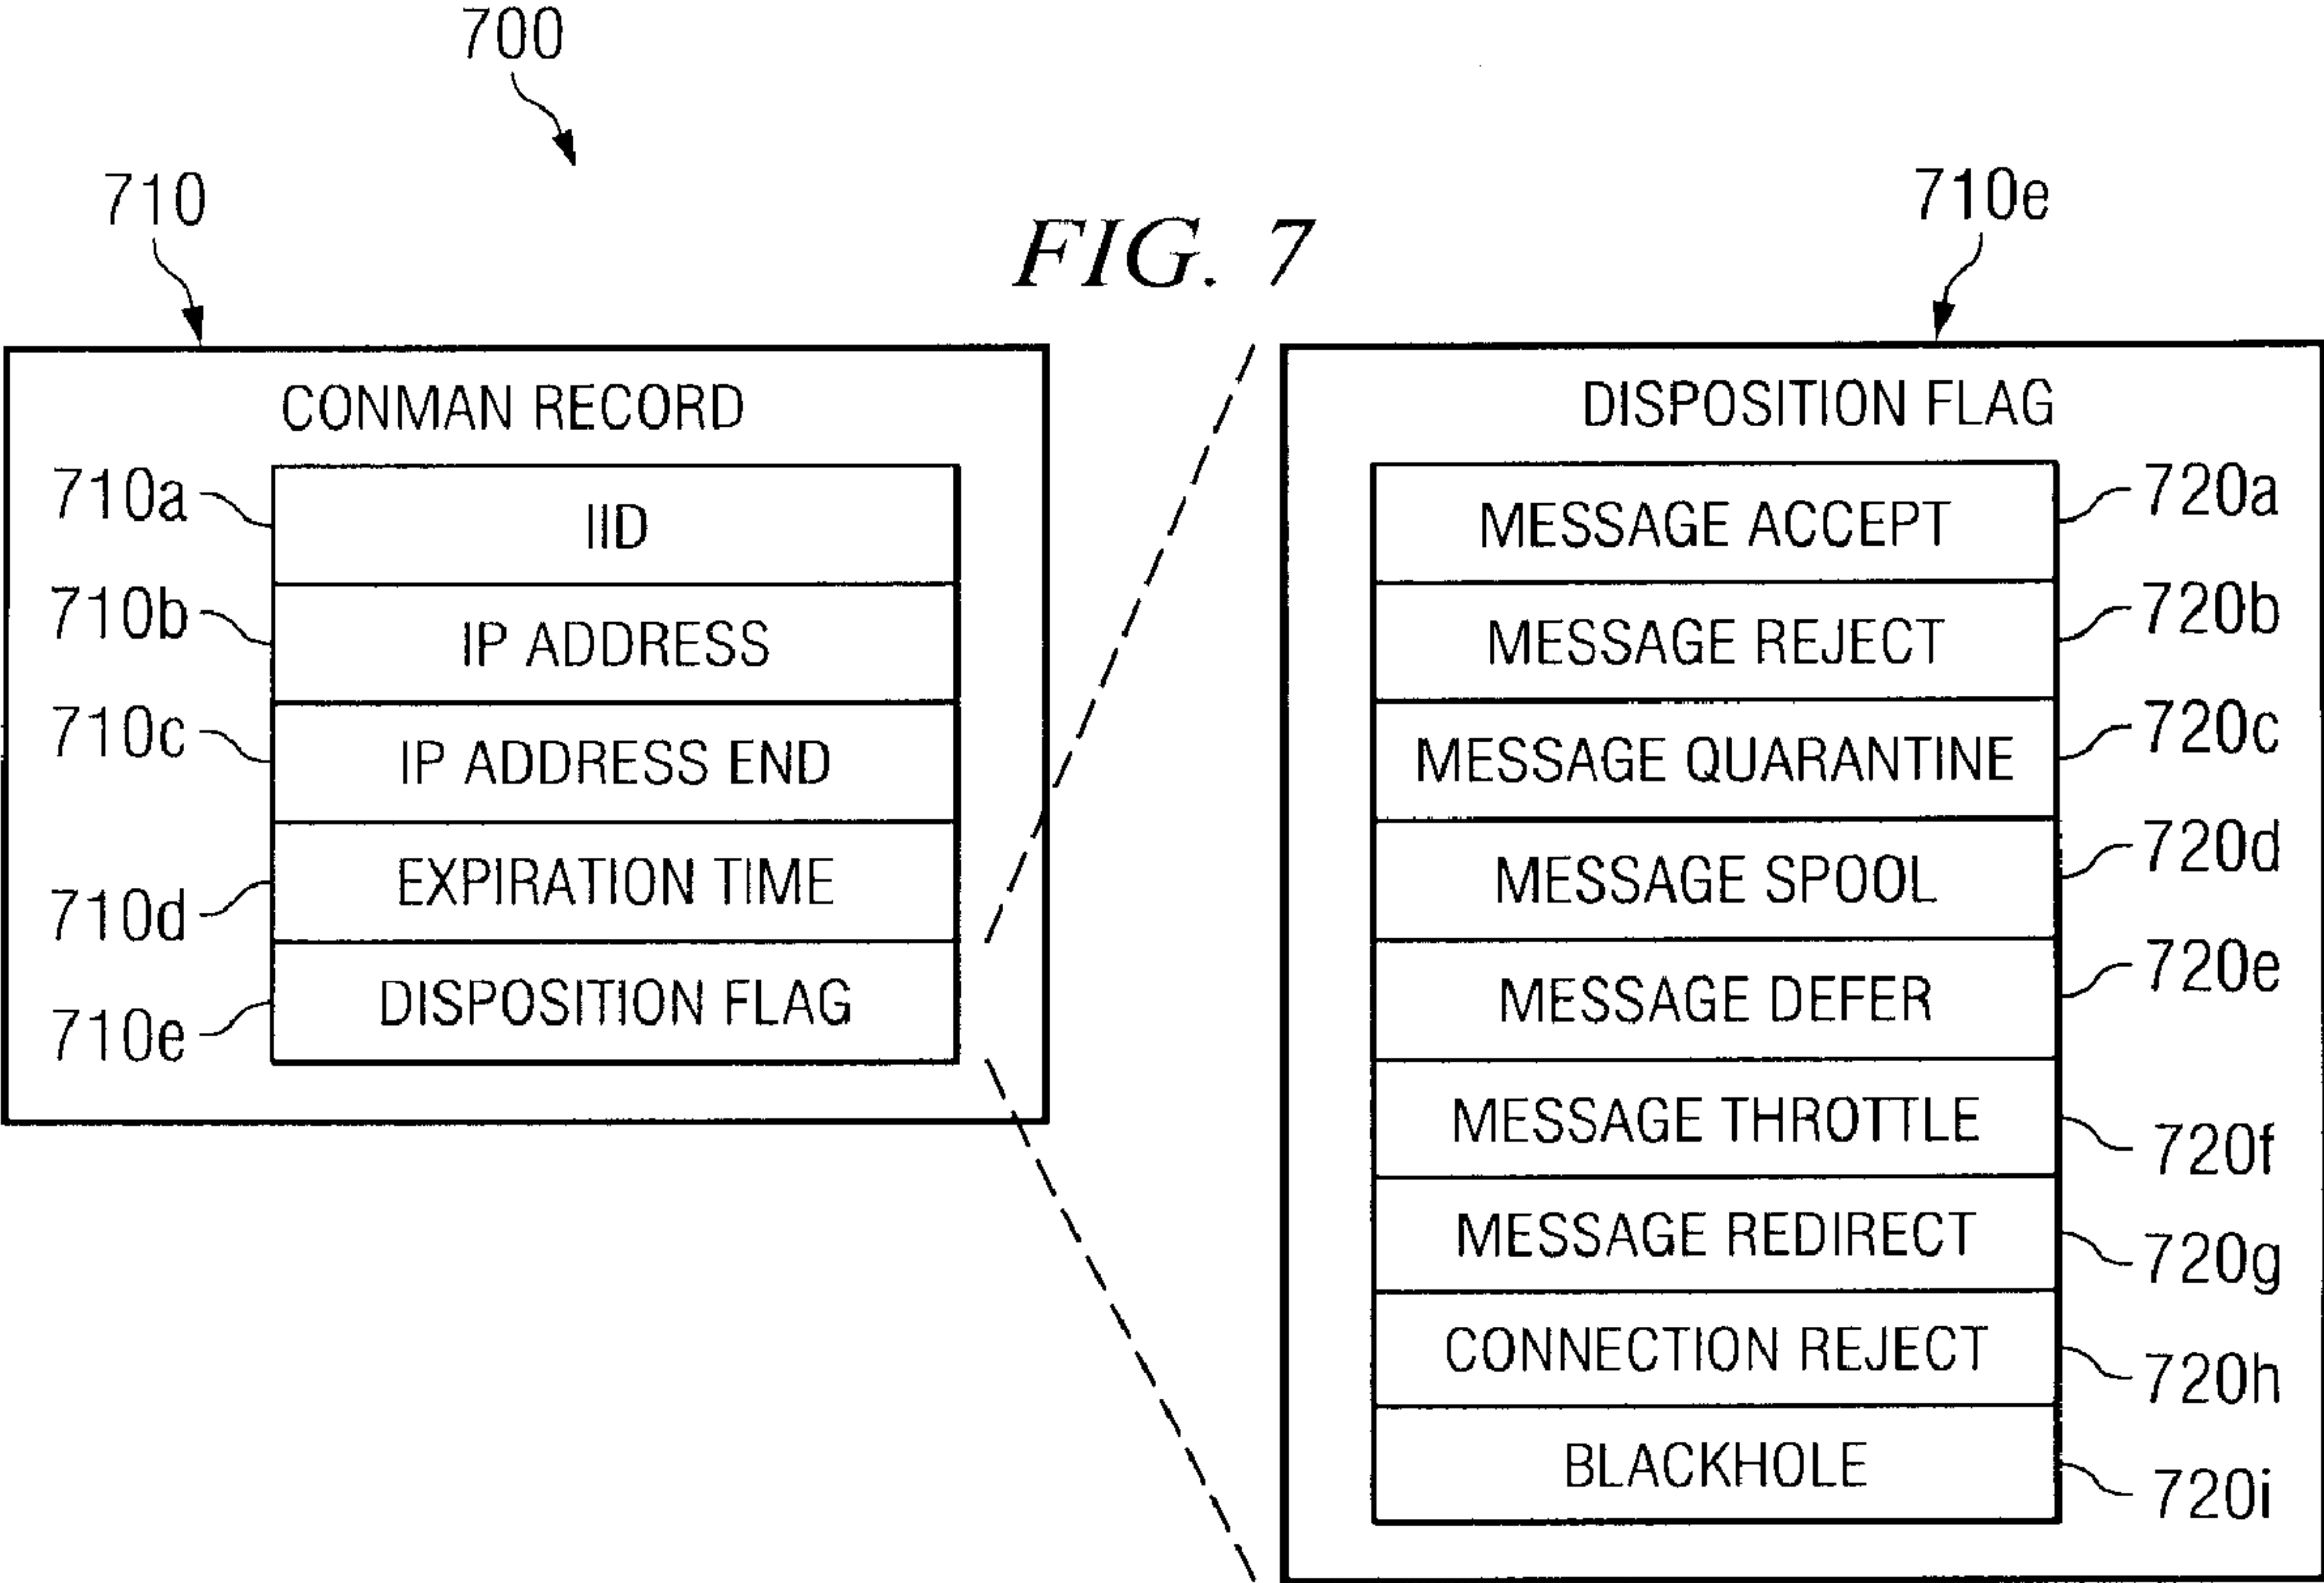 700
710
FIG. 7
710e
CONMAN RECORD
710a
IID
710b
IP ADDRESS
710c
IP ADDRESS END
710d
EXPIRATION TIME
710e
DISPOSITION FLAG
DISPOSITION FLAG
MESSAGE ACCEPT
720a
MESSAGE REJECT
720b
MESSAGE QUARANTINE
720c
MESSAGE SPOOL
720d
MESSAGE DEFER
720e
MESSAGE THROTTLE
720f
MESSAGE REDIRECT
720g
CONNECTION REJECT
720h
BLACKHOLE
720i